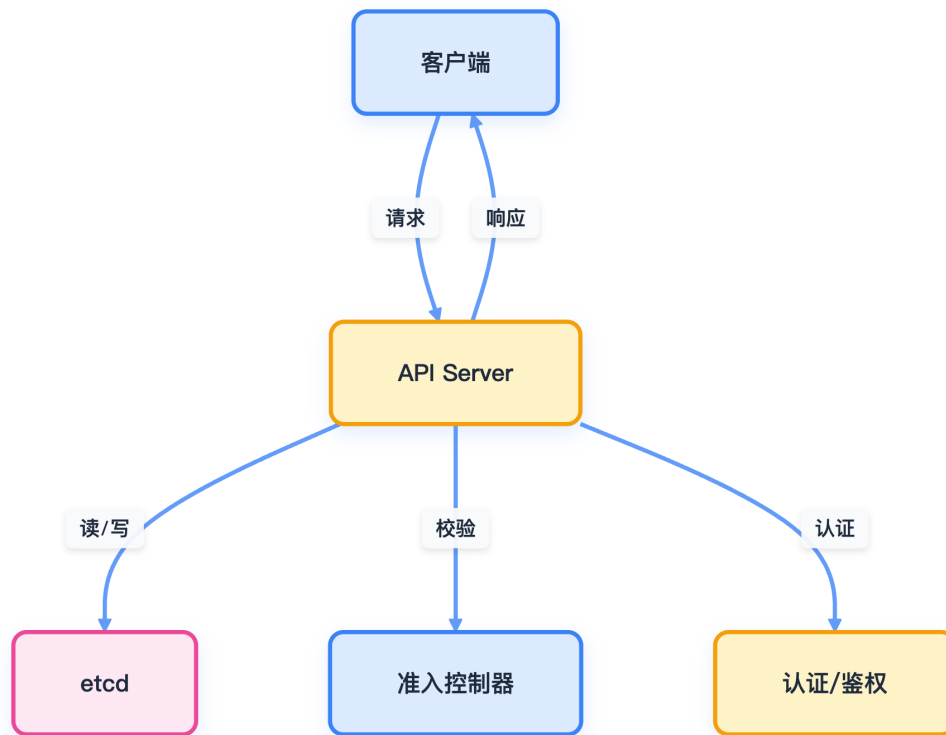 客户端
请求
响应
API Server
读/写
校验
认证
etcd
准入控制器
认证/鉴权